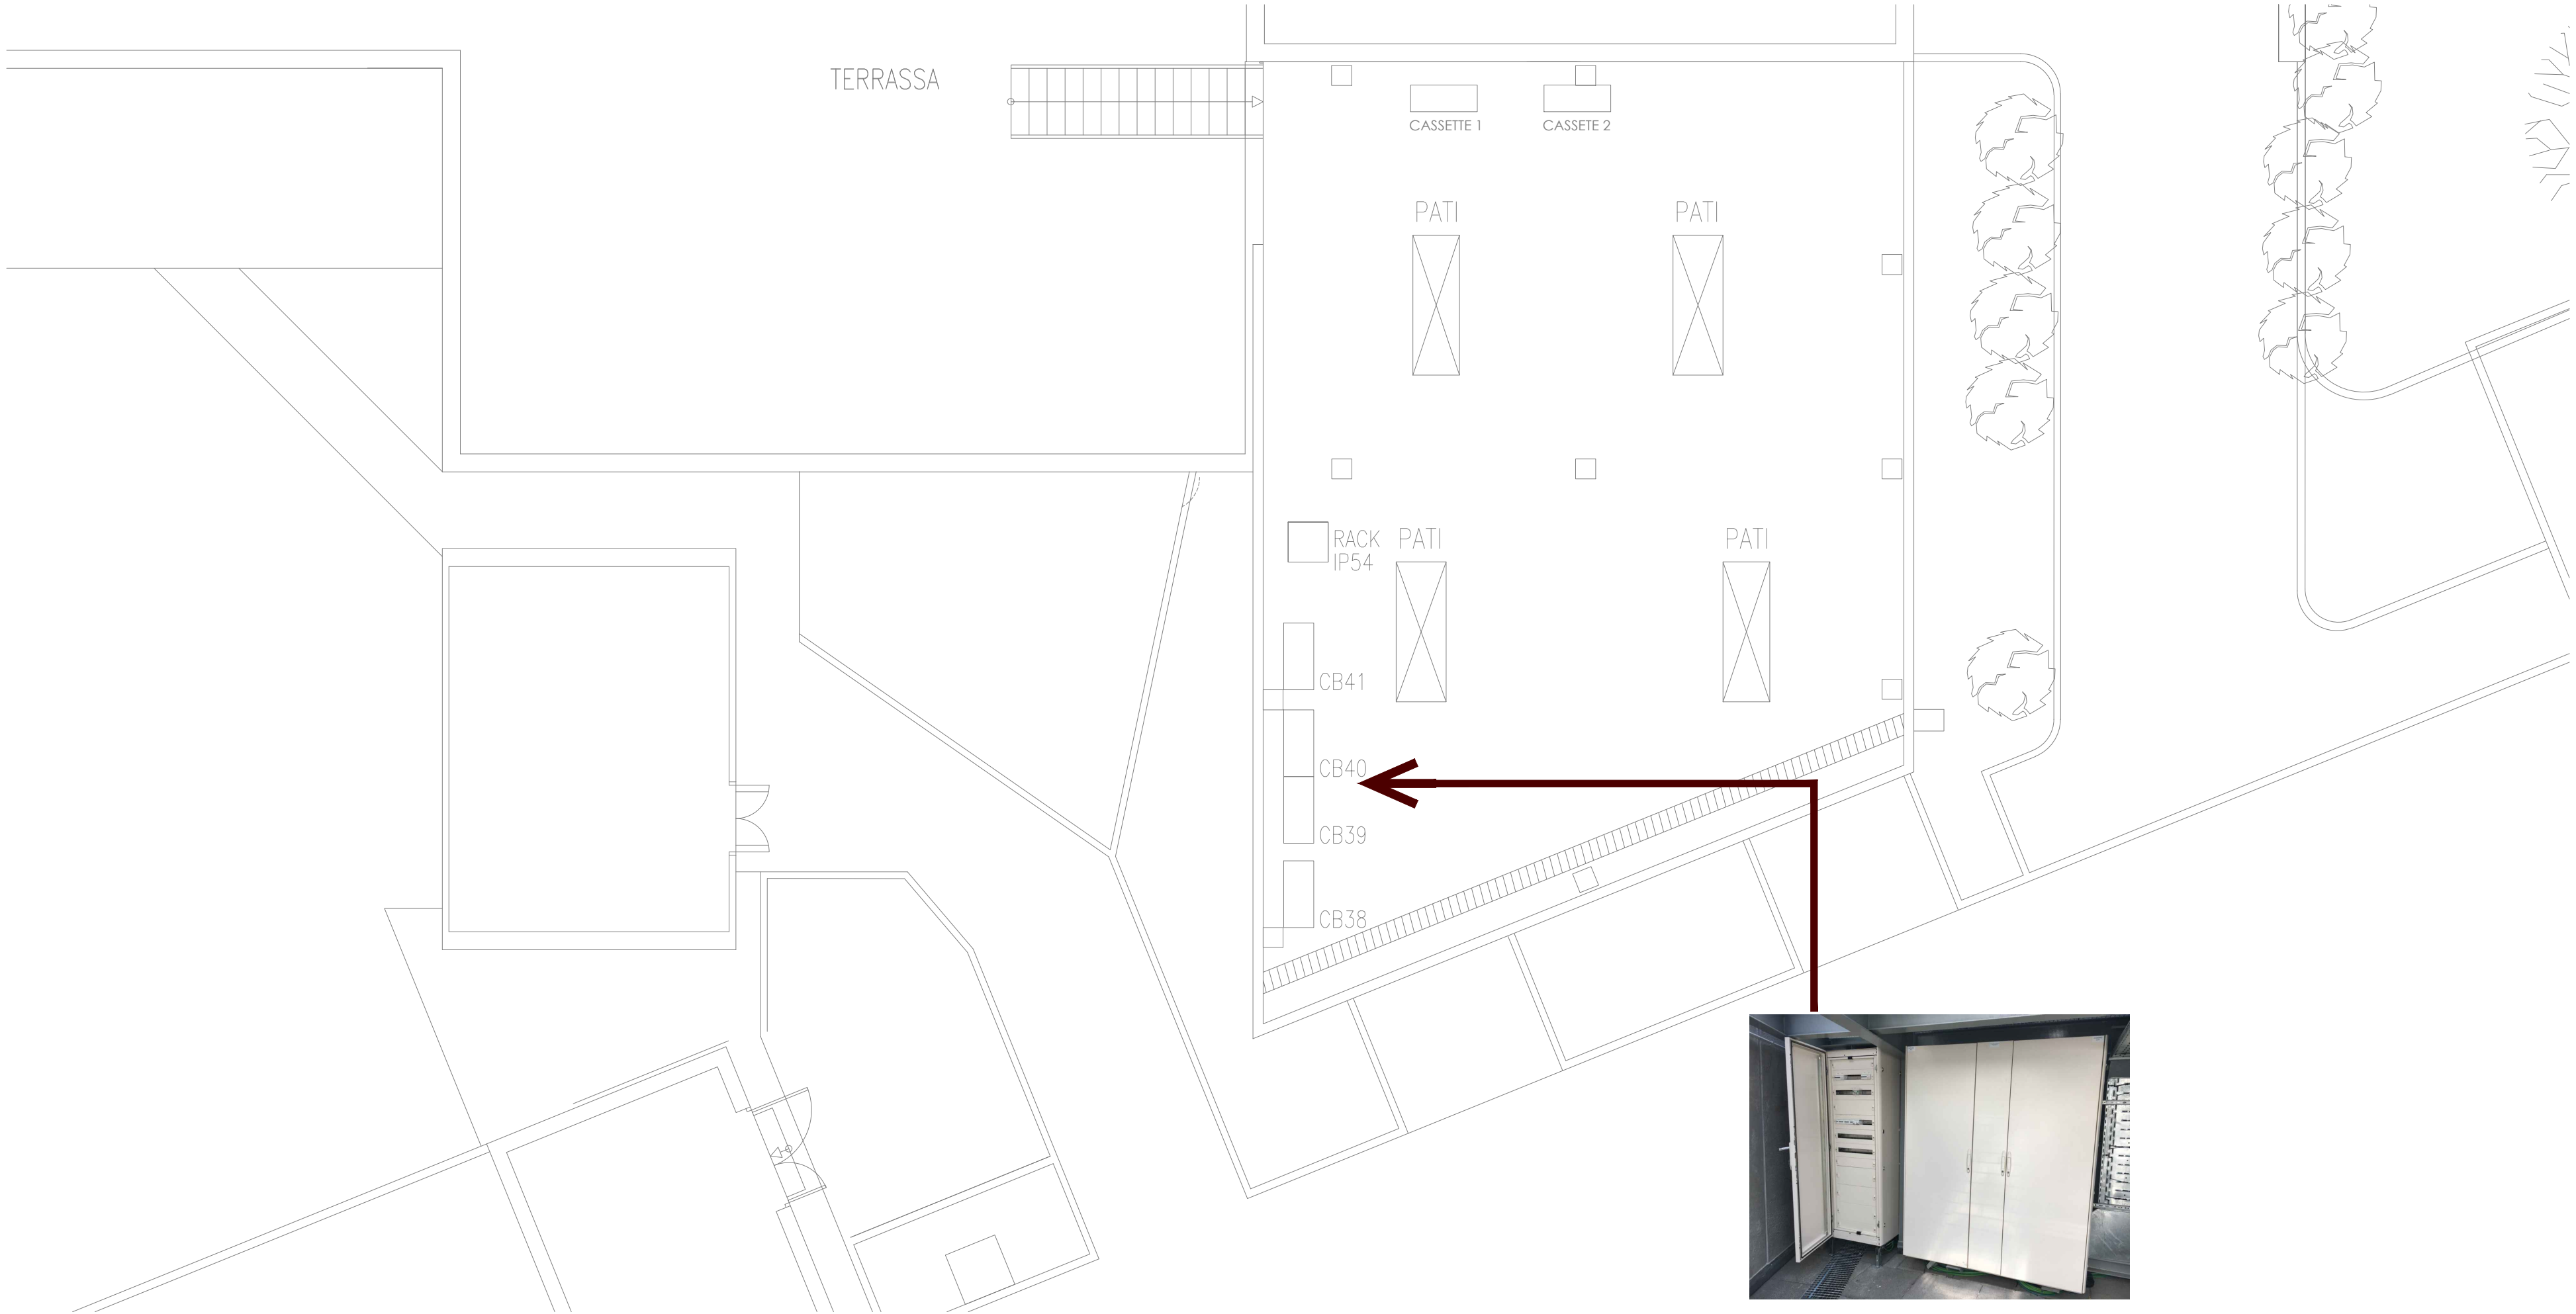 TERRASSA
CASSETTE 1
CASSETE 2
PATI
PATI
RACK
IP54
PATI
PATI
CB41
CB40
CB39
CB38